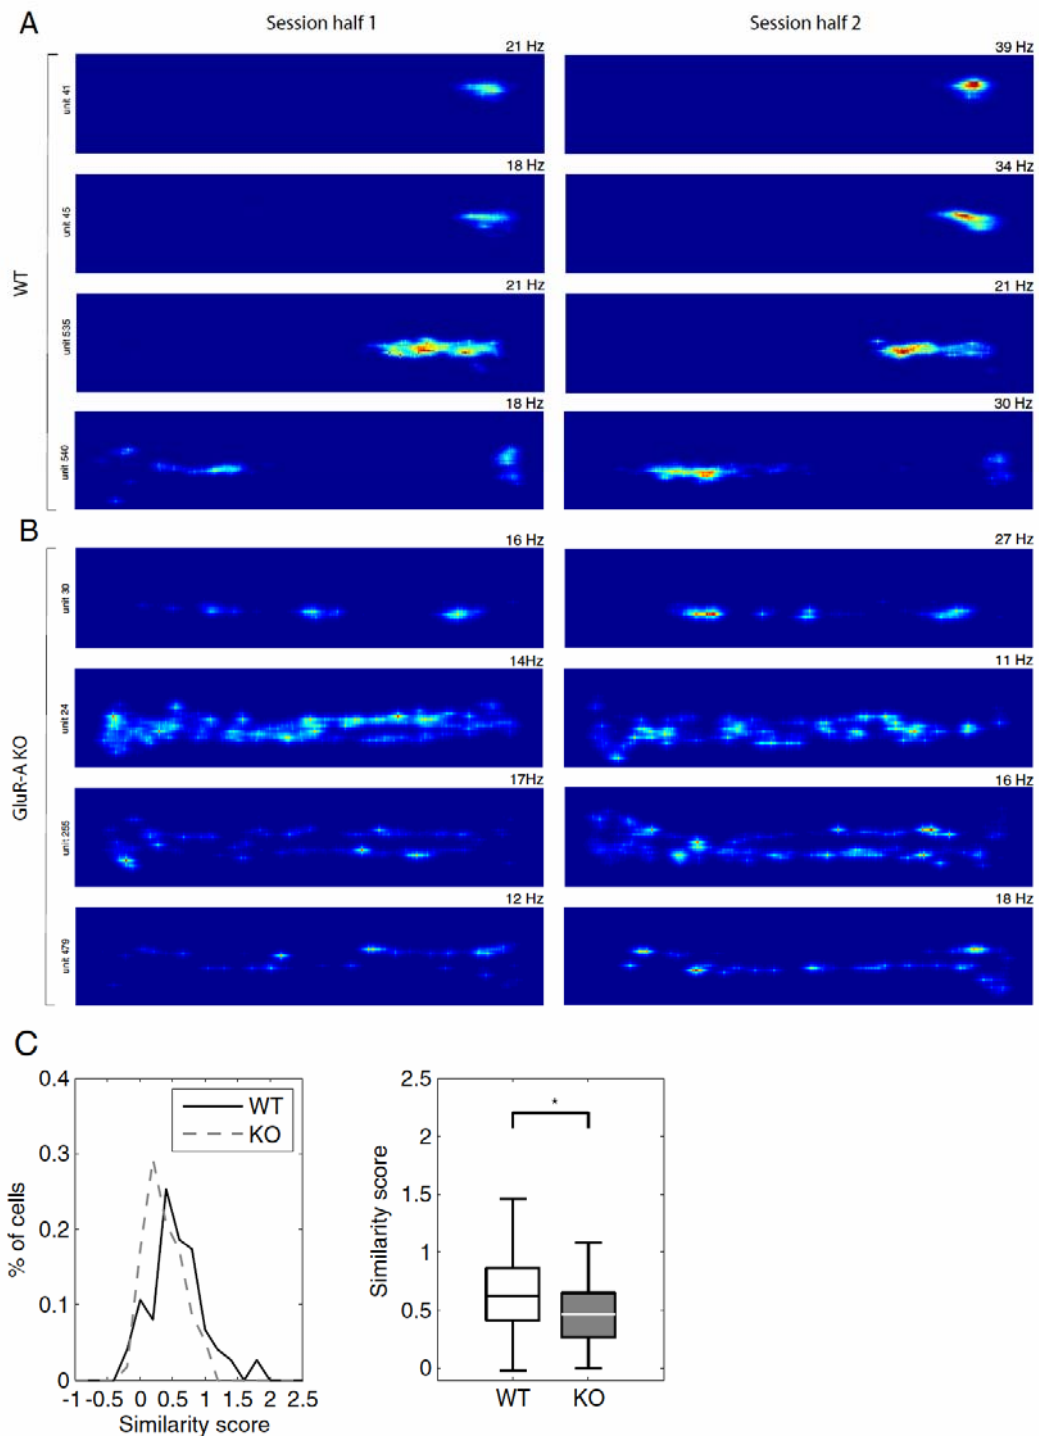 A
Session half 1
Session half 2
21 Hz
39 Hz
unit 41
18 Hz
34 Hz
unit 45
WT
21 Hz
21 Hz
unit 535
18 Hz
30 Hz
unit 540
B
16 Hz
27 Hz
unit 30
14Hz
11 Hz
unit 24
GluR-A KO
17Hz
16 Hz
unit 255
12 Hz
18 Hz
unit 479
C
0.4
0.3
0.2
0.1
0
% of cells
WT
KO
-1 -0.5 0 0.5 1 1.5 2 2.5
Similarity score
2.5
2
1.5
1
0.5
0
Similarity score
*
WT KO